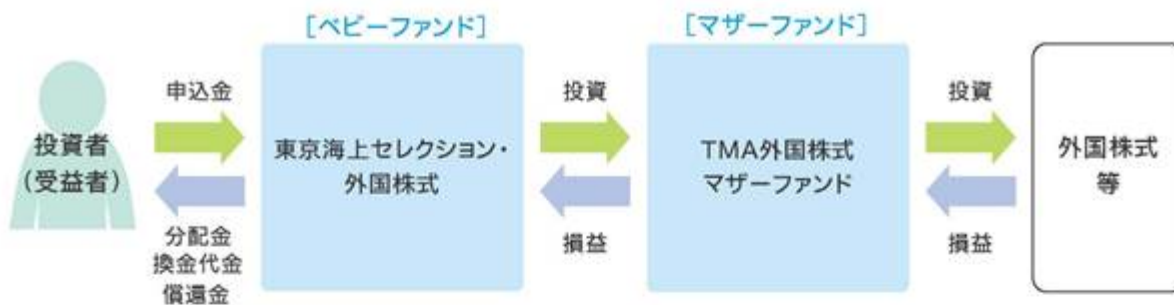 [ベビーファンド]
[マザーファンド]
投資者
（受益者）
申込金
分配金
換金代金
償還金
東京海上セレクション・
外国株式
投資
損益
TMA外国株式
マザーファンド
投資
損益
外国株式
等